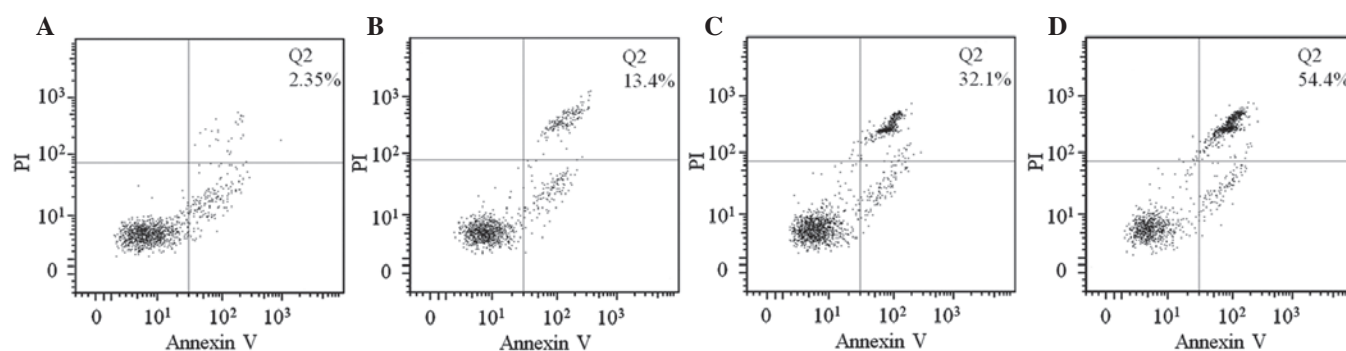 A
Q2
2.35%
PI
10³
10²
10¹
0
0 10¹ 10² 10³
Annexin V
B
Q2
13.4%
PI
10³
10²
10¹
0
0 10¹ 10² 10³
Annexin V
C
Q2
32.1%
PI
10³
10²
10¹
0
0 10¹ 10² 10³
Annexin V
D
Q2
54.4%
PI
10³
10²
10¹
0
0 10¹ 10² 10³
Annexin V